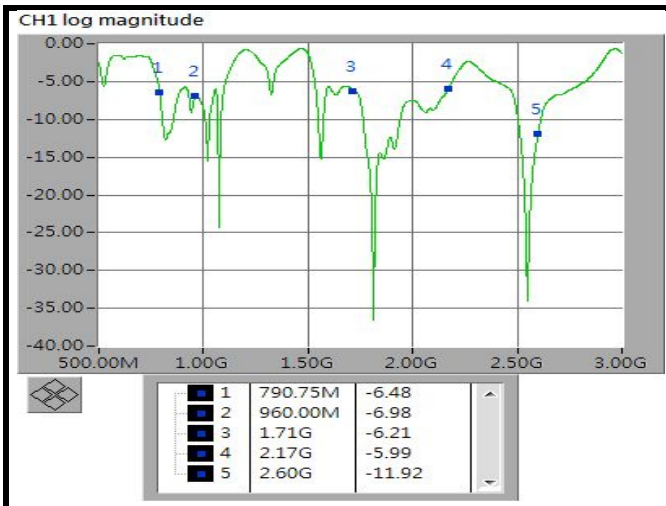 CH1 log magnitude
0.00
-5.00
-10.00
-15.00
-20.00
-25.00
-30.00
-35.00
-40.00
1
2
3
4
5
500.00M 1.00G 1.50G 2.00G 2.50G 3.00G
1 790.75M -6.48
2 960.00M -6.98
3 1.71G -6.21
4 2.17G -5.99
5 2.60G -11.92